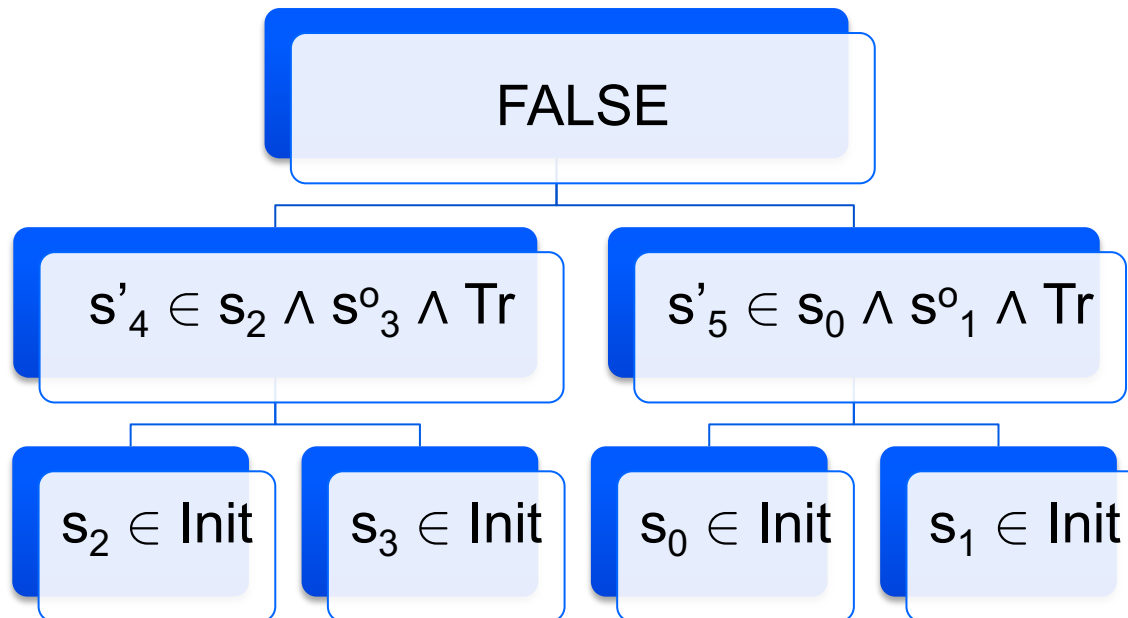 FALSE
s’₄ ∈ s₂ ∧ sᵒ₃ ∧ Tr
s’₅ ∈ s₀ ∧ sᵒ₁ ∧ Tr
s₂ ∈ Init
s₃ ∈ Init
s₀ ∈ Init
s₁ ∈ Init